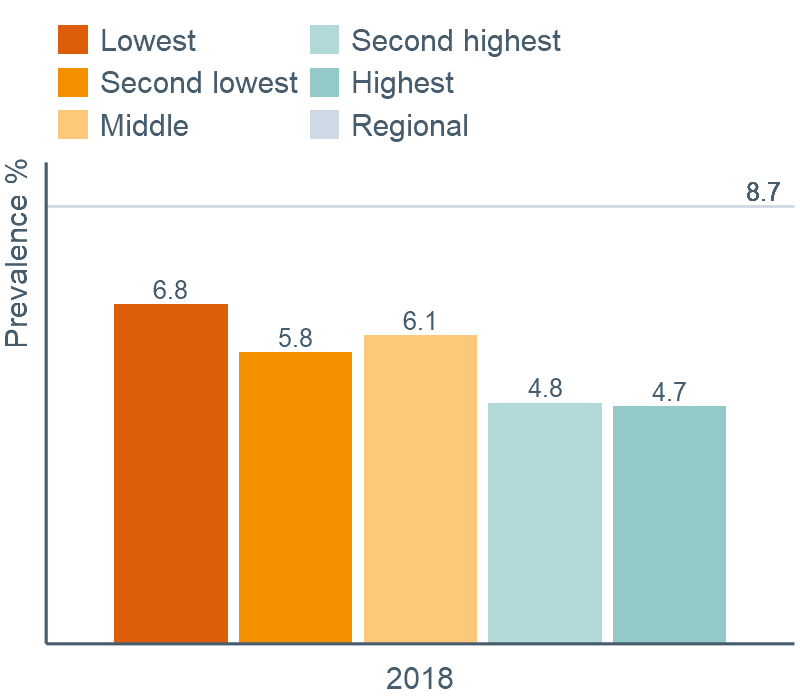 Lowest
Second lowest
Middle
Second highest
Highest
Regional
Prevalence %
8.7
6.8
5.8
6.1
4.8
4.7
2018